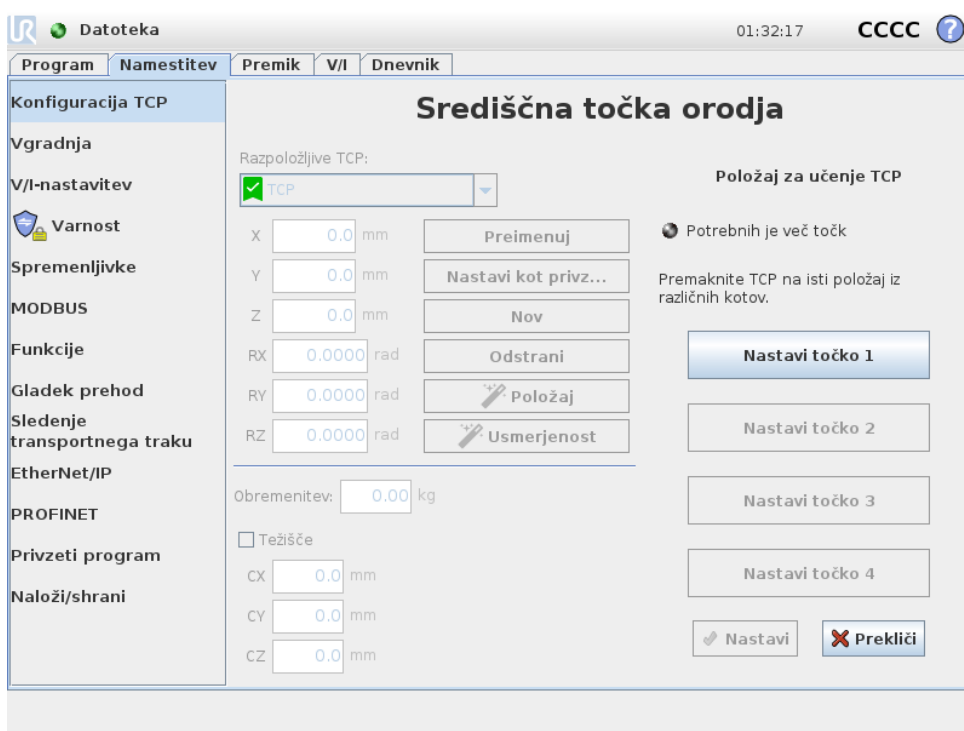 UR Datoteka 01:32:17 CCCC ?
Program Namestitev Premik V/I Dnevnik
Konfiguracija TCP
Vgradnja
V/I-nastavitev
Varnost
Spremenljivke
MODBUS
Funkcije
Gladek prehod
Sledenje
transportnega traku
EtherNet/IP
PROFINET
Privzeti program
Naloži/shrani
Središčna točka orodja
Razpoložljive TCP:
TCP
X 0.0 mm Preimenuj
Y 0.0 mm Nastavi kot privz...
Z 0.0 mm Nov
RX 0.0000 rad Odstrani
RY 0.0000 rad Položaj
RZ 0.0000 rad Usmerjenost
Obremenitev: 0.00 kg
Težišče
CX 0.0 mm
CY 0.0 mm
CZ 0.0 mm
Položaj za učenje TCP
Potrebnih je več točk
Premaknite TCP na isti položaj iz
različnih kotov.
Nastavi točko 1
Nastavi točko 2
Nastavi točko 3
Nastavi točko 4
Nastavi Prekliči